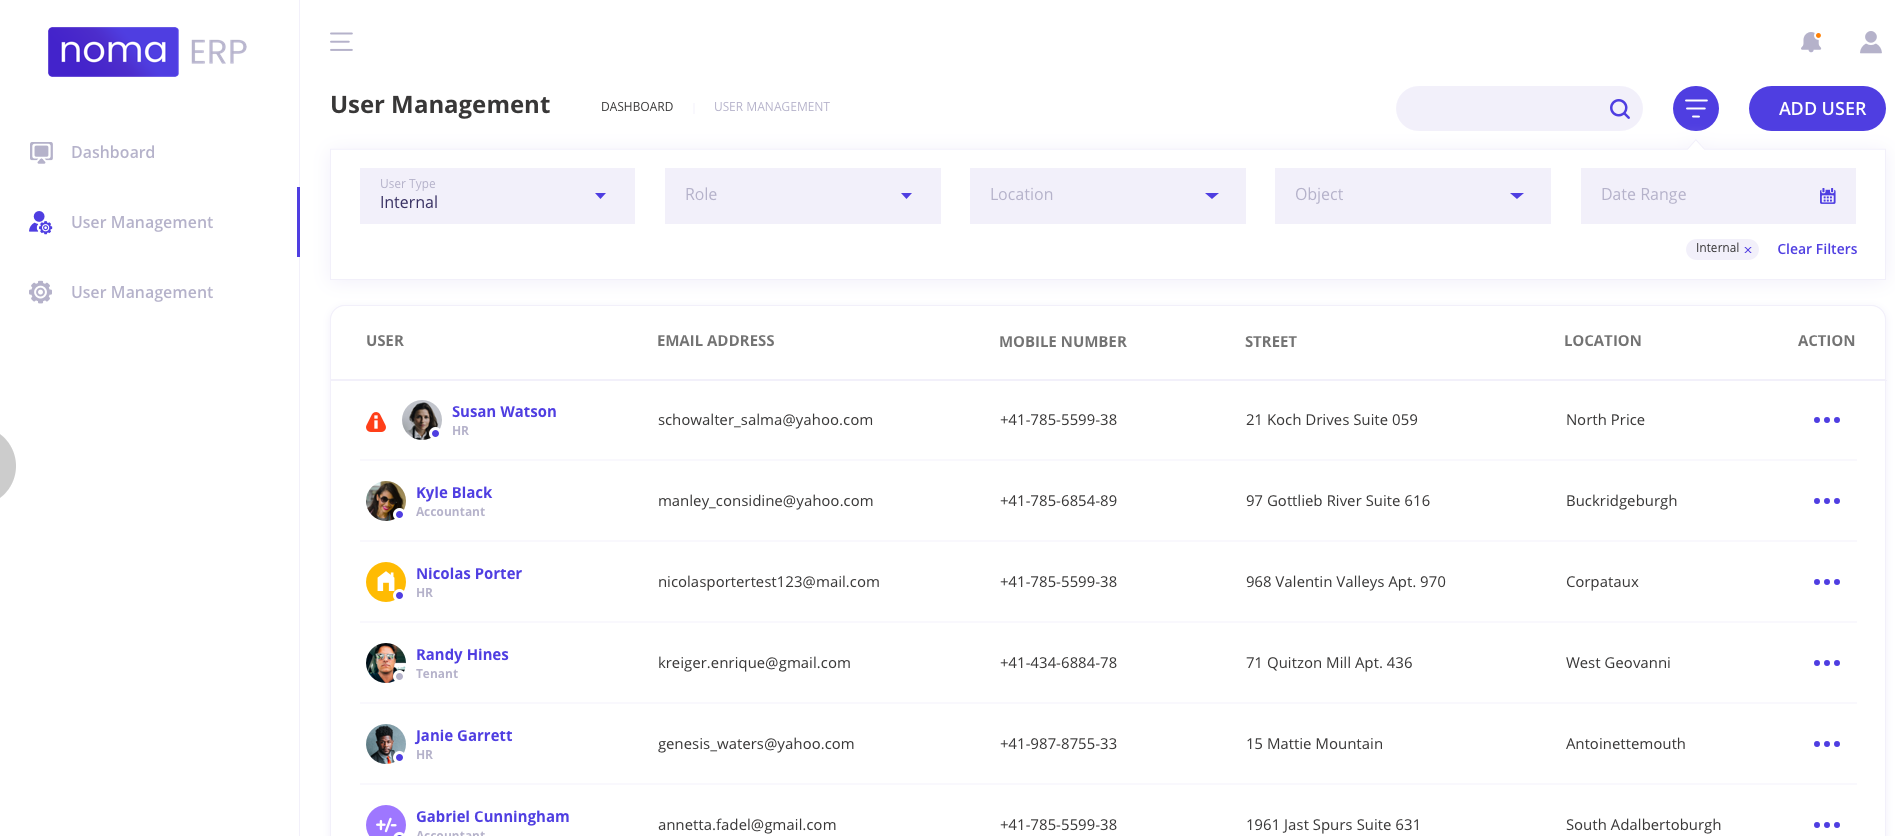 noma ERP
Dashboard
User Management
User Management
User Management
DASHBOARD
USER MANAGEMENT
ADD USER
User Type
Internal
Role
Location
Object
Date Range
Internal ×
Clear Filters
USER EMAIL ADDRESS MOBILE NUMBER STREET LOCATION ACTION
Susan Watson
HR
schowalter_salma@yahoo.com +41-785-5599-38 21 Koch Drives Suite 059 North Price
Kyle Black
Accountant
manley_considine@yahoo.com +41-785-6854-89 97 Gottlieb River Suite 616 Buckridgeburgh
Nicolas Porter
HR
nicolasportertest123@mail.com +41-785-5599-38 968 Valentin Valleys Apt. 970 Corpataux
Randy Hines
Tenant
kreiger.enrique@gmail.com +41-434-6884-78 71 Quitzon Mill Apt. 436 West Geovanni
Janie Garrett
HR
genesis_waters@yahoo.com +41-987-8755-33 15 Mattie Mountain Antoinettemouth
+/-
Gabriel Cunningham
Accountant
annetta.fadel@gmail.com +41-785-5599-38 1961 Jast Spurs Suite 631 South Adalbertoburgh